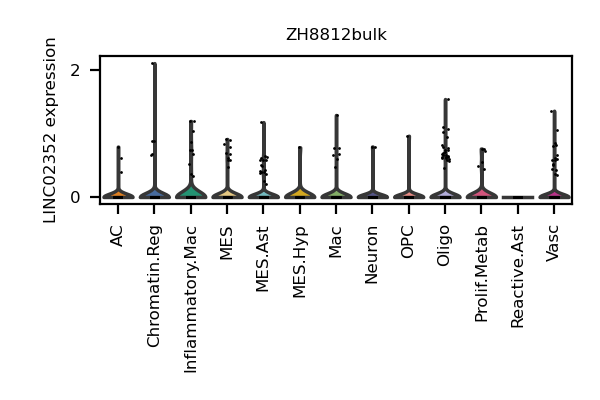 ZH8812bulk
LINC02352 expression
2
0
AC
Chromatin.Reg
Inflammatory.Mac
MES
MES.Ast
MES.Hyp
Mac
Neuron
OPC
Oligo
Prolif.Metab
Reactive.Ast
Vasc